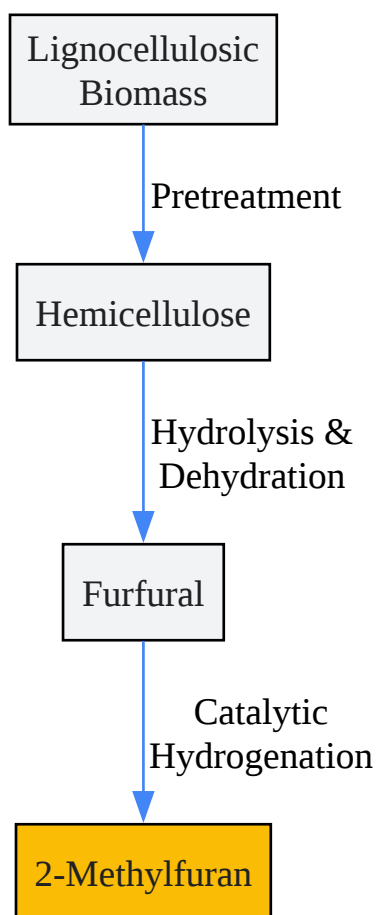 Lignocellulosic
Biomass
Pretreatment
Hemicellulose
Hydrolysis &
Dehydration
Furfural
Catalytic
Hydrogenation
2-Methylfuran